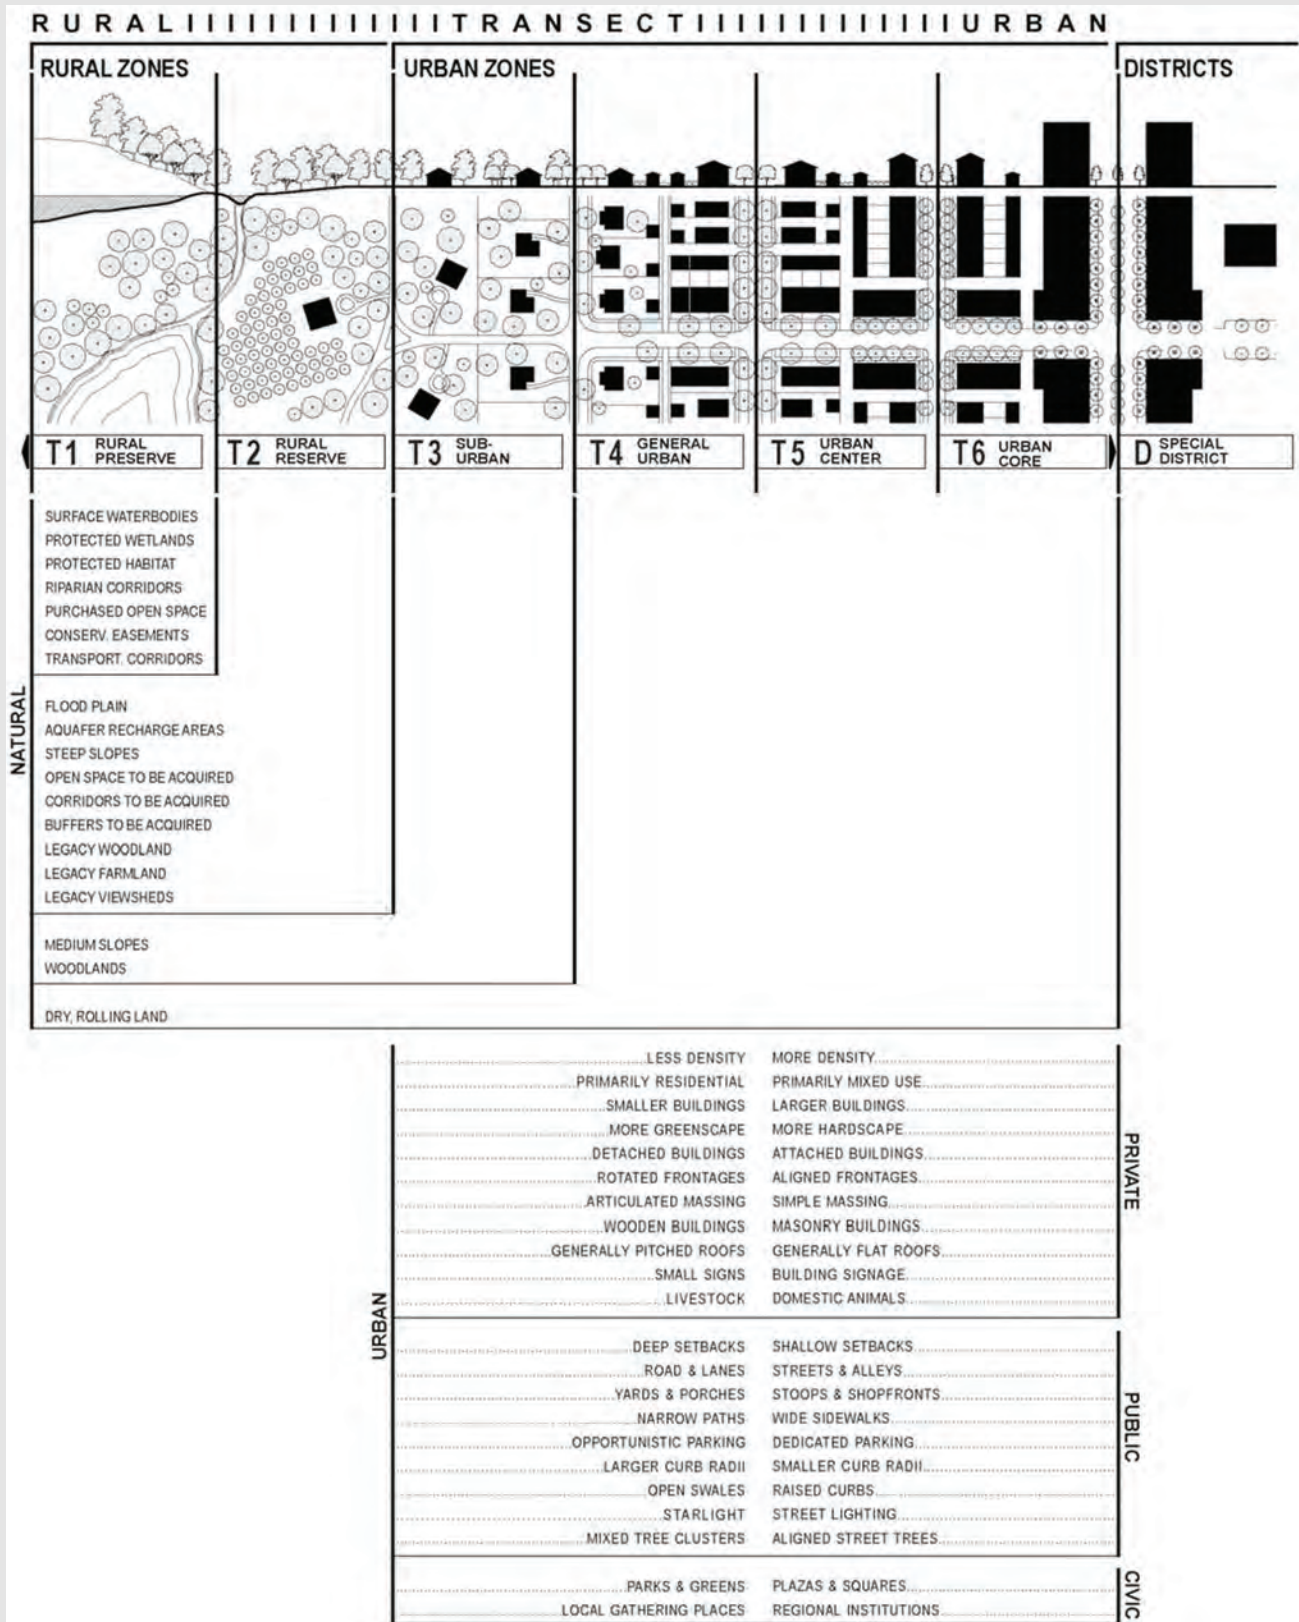 RURALIIIIIIIIIIIIIITRANSECTIIIIIIIIIURBAN
RURAL ZONES
URBAN ZONES
DISTRICTS
T1 RURAL PRESERVE
T2 RURAL RESERVE
T3 SUB-URBAN
T4 GENERAL URBAN
T5 URBAN CENTER
T6 URBAN CORE
D SPECIAL DISTRICT
NATURAL
SURFACE WATERBODIES
PROTECTED WETLANDS
PROTECTED HABITAT
RIPARIAN CORRIDORS
PURCHASED OPEN SPACE
CONSERV. EASEMENTS
TRANSPORT. CORRIDORS
FLOOD PLAIN
AQUAFER RECHARGE AREAS
STEEP SLOPES
OPEN SPACE TO BE ACQUIRED
CORRIDORS TO BE ACQUIRED
BUFFERS TO BE ACQUIRED
LEGACY WOODLAND
LEGACY FARMLAND
LEGACY VIEWSHEDS
MEDIUM SLOPES
WOODLANDS
DRY, ROLLING LAND
URBAN
PRIVATE
LESS DENSITY MORE DENSITY
PRIMARILY RESIDENTIAL PRIMARILY MIXED USE
SMALLER BUILDINGS LARGER BUILDINGS
MORE GREENSCAPE MORE HARDSCAPE
DETACHED BUILDINGS ATTACHED BUILDINGS
ROTATED FRONTAGES ALIGNED FRONTAGES
ARTICULATED MASSING SIMPLE MASSING
WOODEN BUILDINGS MASONRY BUILDINGS
GENERALLY PITCHED ROOFS GENERALLY FLAT ROOFS
SMALL SIGNS BUILDING SIGNAGE
LIVESTOCK DOMESTIC ANIMALS
PUBLIC
DEEP SETBACKS SHALLOW SETBACKS
ROAD & LANES STREETS & ALLEYS
YARDS & PORCHES STOOPS & SHOPFRONTS
NARROW PATHS WIDE SIDEWALKS
OPPORTUNISTIC PARKING DEDICATED PARKING
LARGER CURB RADII SMALLER CURB RADII
OPEN SWALES RAISED CURBS
STARLIGHT STREET LIGHTING
MIXED TREE CLUSTERS ALIGNED STREET TREES
CIVIC
PARKS & GREENS PLAZAS & SQUARES
LOCAL GATHERING PLACES REGIONAL INSTITUTIONS